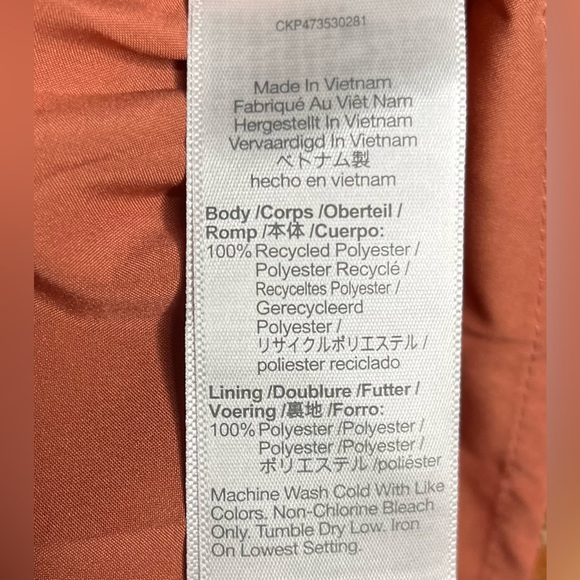 CKP473530281
Made In Vietnam
Fabriqué Au Viêt Nam
Hergestellt In Vietnam
Vervaardigd In Vietnam
ベトナム製
hecho en vietnam
Body /Corps /Oberteil /
Romp /本体 /Cuerpo:
100% Recycled Polyester /
Polyester Recyclé /
Recyceltes Polyester /
Gerecycleerd
Polyester /
リサイクルポリエステル /
poliester reciclado
Lining /Doublure /Futter /
Voering /裏地 /Forro:
100% Polyester /Polyester /
Polyester /Polyester /
ポリエステル /poliéster
Machine Wash Cold With Like
Colors. Non-Chlorine Bleach
Only. Tumble Dry Low. Iron
On Lowest Setting.